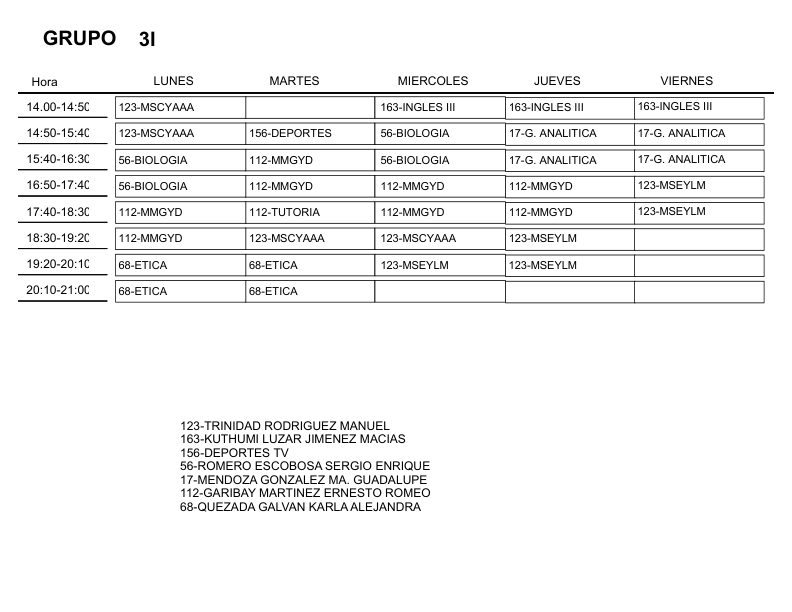 GRUPO 3I
Hora LUNES MARTES MIERCOLES JUEVES VIERNES
14.00-14:50 123-MSCYAAA 163-INGLES III 163-INGLES III 163-INGLES III
14:50-15:40 123-MSCYAAA 156-DEPORTES 56-BIOLOGIA 17-G. ANALITICA 17-G. ANALITICA
15:40-16:30 56-BIOLOGIA 112-MMGYD 56-BIOLOGIA 17-G. ANALITICA 17-G. ANALITICA
16:50-17:40 56-BIOLOGIA 112-MMGYD 112-MMGYD 112-MMGYD 123-MSEYLM
17:40-18:30 112-MMGYD 112-TUTORIA 112-MMGYD 112-MMGYD 123-MSEYLM
18:30-19:20 112-MMGYD 123-MSCYAAA 123-MSCYAAA 123-MSEYLM
19:20-20:10 68-ETICA 68-ETICA 123-MSEYLM 123-MSEYLM
20:10-21:00 68-ETICA 68-ETICA
123-TRINIDAD RODRIGUEZ MANUEL
163-KUTHUMI LUZAR JIMENEZ MACIAS
156-DEPORTES TV
56-ROMERO ESCOBOSA SERGIO ENRIQUE
17-MENDOZA GONZALEZ MA. GUADALUPE
112-GARIBAY MARTINEZ ERNESTO ROMEO
68-QUEZADA GALVAN KARLA ALEJANDRA